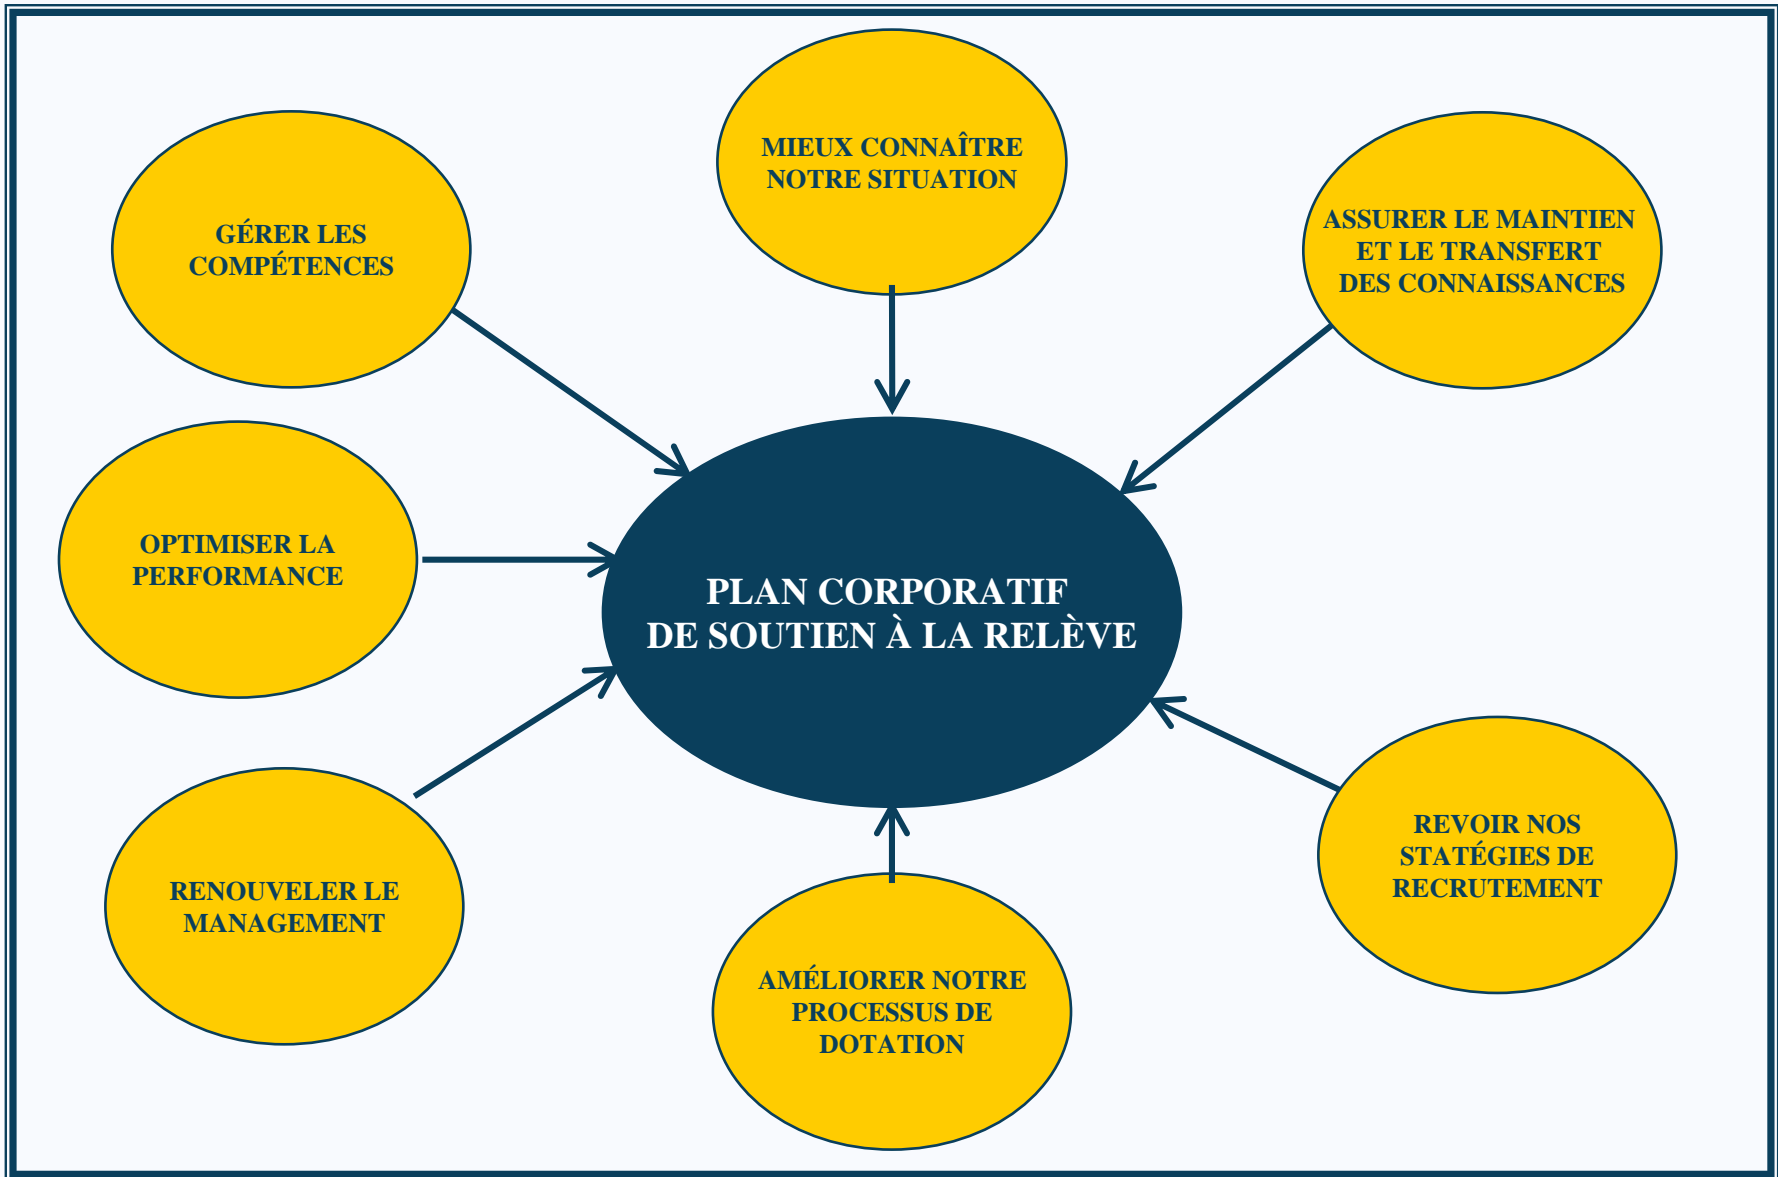 MIEUX CONNAÎTRE
NOTRE SITUATION
GÉRER LES
COMPÉTENCES
ASSURER LE MAINTIEN
ET LE TRANSFERT
DES CONNAISSANCES
OPTIMISER LA
PERFORMANCE
PLAN CORPORATIF
DE SOUTIEN À LA RELÈVE
RENOUVELER LE
MANAGEMENT
REVOIR NOS
STATÉGIES DE
RECRUTEMENT
AMÉLIORER NOTRE
PROCESSUS DE
DOTATION